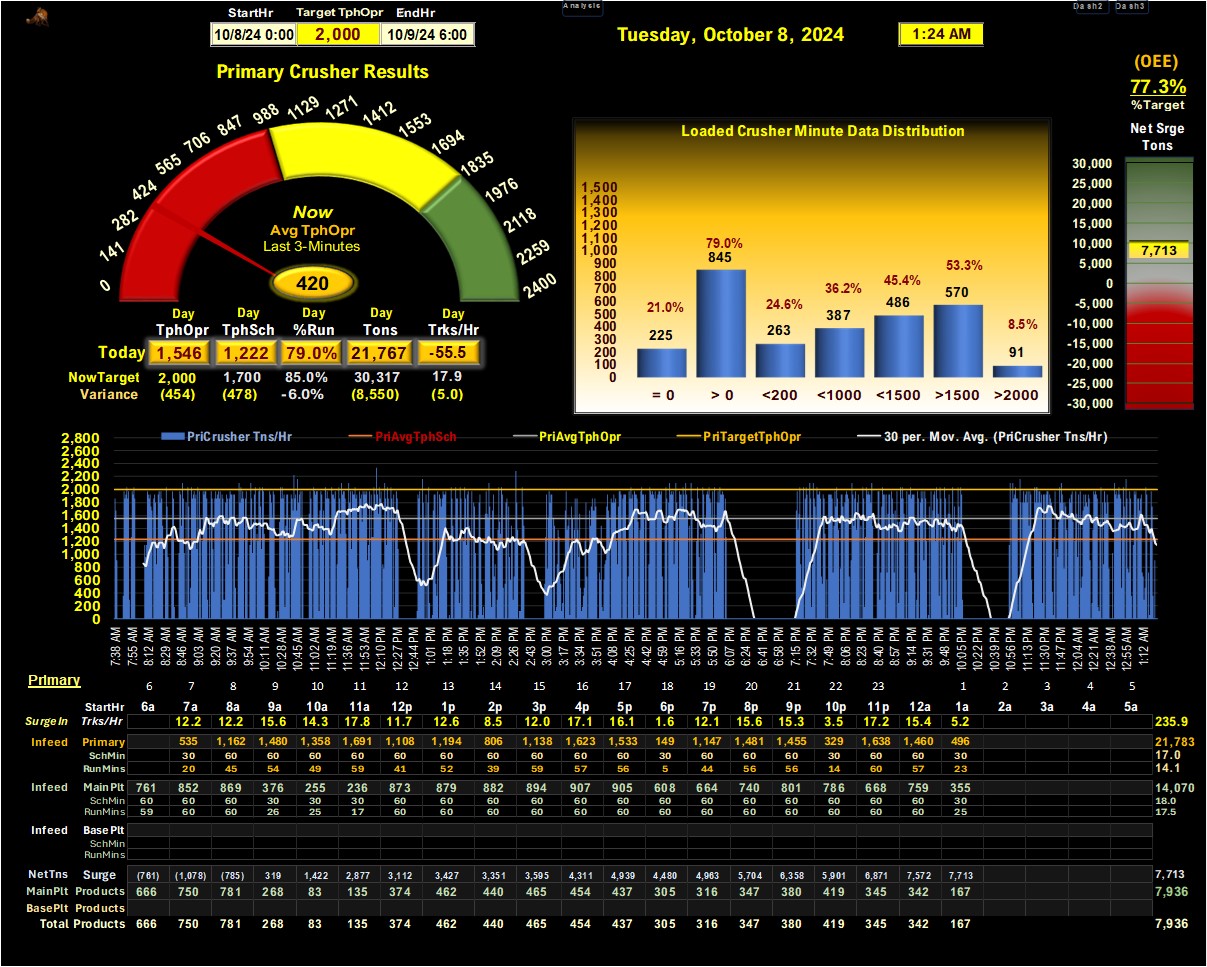 Analysis
Dash2 Dash3
StartHr Target TphOpr EndHr
10/8/24 0:00 2,000 10/9/24 6:00
Tuesday, October 8, 2024 1:24 AM
(OEE)
77.3%
%Target
Primary Crusher Results
0 141 282 424 565 706 847 988 1129 1271 1412 1553 1694 1835 1976 2118 2259 2400
Now
Avg TphOpr
Last 3-Minutes
420
Day Day Day Day Day
TphOpr TphSch %Run Tons Trks/Hr
Today 1,546 1,222 79.0% 21,767 -55.5
NowTarget 2,000 1,700 85.0% 30,317 17.9
Variance (454) (478) -6.0% (8,550) (5.0)
Loaded Crusher Minute Data Distribution
1,500
1,400
1,300
1,200
1,100
1,000
900
800
700
600
500
400
300
200
100
0
21.0% 79.0% 24.6% 36.2% 45.4% 53.3% 8.5%
225 845 263 387 486 570 91
= 0 > 0 <200 <1000 <1500 >1500 >2000
Net Srge
Tons
30,000
25,000
20,000
15,000
10,000
7,713
5,000
0
-5,000
-10,000
-15,000
-20,000
-25,000
-30,000
PriCrusher Tns/Hr PriAvgTphSch PriAvgTphOpr PriTargetTphOpr 30 per. Mov. Avg. (PriCrusher Tns/Hr)
2,800
2,600
2,400
2,200
2,000
1,800
1,600
1,400
1,200
1,000
800
600
400
200
0
7:38 AM 7:55 AM 8:12 AM 8:29 AM 8:46 AM 9:03 AM 9:20 AM 9:37 AM 9:54 AM 10:11 AM 10:28 AM 10:45 AM 11:02 AM 11:19 AM 11:36 AM 11:53 AM 12:10 PM 12:27 PM 12:44 PM 1:01 PM 1:18 PM 1:35 PM 1:52 PM 2:09 PM 2:26 PM 2:43 PM 3:00 PM 3:17 PM 3:34 PM 3:51 PM 4:08 PM 4:25 PM 4:42 PM 4:59 PM 5:16 PM 5:33 PM 5:50 PM 6:07 PM 6:24 PM 6:41 PM 6:58 PM 7:15 PM 7:32 PM 7:49 PM 8:06 PM 8:23 PM 8:40 PM 8:57 PM 9:14 PM 9:31 PM 9:48 PM 10:05 PM 10:22 PM 10:39 PM 10:56 PM 11:13 PM 11:30 PM 11:47 PM 12:04 AM 12:21 AM 12:38 AM 12:55 AM 1:12 AM
Primary 6 7 8 9 10 11 12 13 14 15 16 17 18 19 20 21 22 23 1 2 3 4 5
StartHr 6a 7a 8a 9a 10a 11a 12p 1p 2p 3p 4p 5p 6p 7p 8p 9p 10p 11p 12a 1a 2a 3a 4a 5a
SurgeIn Trks/Hr 12.2 12.2 15.6 14.3 17.8 11.7 12.6 8.5 12.0 17.1 16.1 1.6 12.1 15.6 15.3 3.5 17.2 15.4 5.2 235.9
Infeed Primary 535 1,162 1,480 1,358 1,691 1,108 1,194 806 1,138 1,623 1,533 149 1,147 1,481 1,455 329 1,638 1,460 496 21,783
SchMin 30 60 60 60 60 60 60 60 60 60 60 30 60 60 60 30 60 60 30 17.0
RunMins 20 45 54 49 59 41 52 39 59 57 56 5 44 56 56 14 60 57 23 14.1
Infeed MainPlt 761 852 869 376 255 236 873 879 882 894 907 905 608 664 740 801 786 668 759 355 14,070
SchMin 60 60 60 30 30 30 60 60 60 60 60 60 60 60 60 60 60 60 60 30 18.0
RunMins 59 60 60 26 25 17 60 60 60 60 60 60 60 60 60 60 60 60 60 25 17.5
Infeed Base Plt
SchMin
RunMins
NetTns Surge (761) (1,078) (785) 319 1,422 2,877 3,112 3,427 3,351 3,595 4,311 4,939 4,480 4,963 5,704 6,358 5,901 6,871 7,572 7,713 7,713
MainPlt Products 666 750 781 268 83 135 374 462 440 465 454 437 305 316 347 380 419 345 342 167 7,936
BasePlt Products
Total Products 666 750 781 268 83 135 374 462 440 465 454 437 305 316 347 380 419 345 342 167 7,936